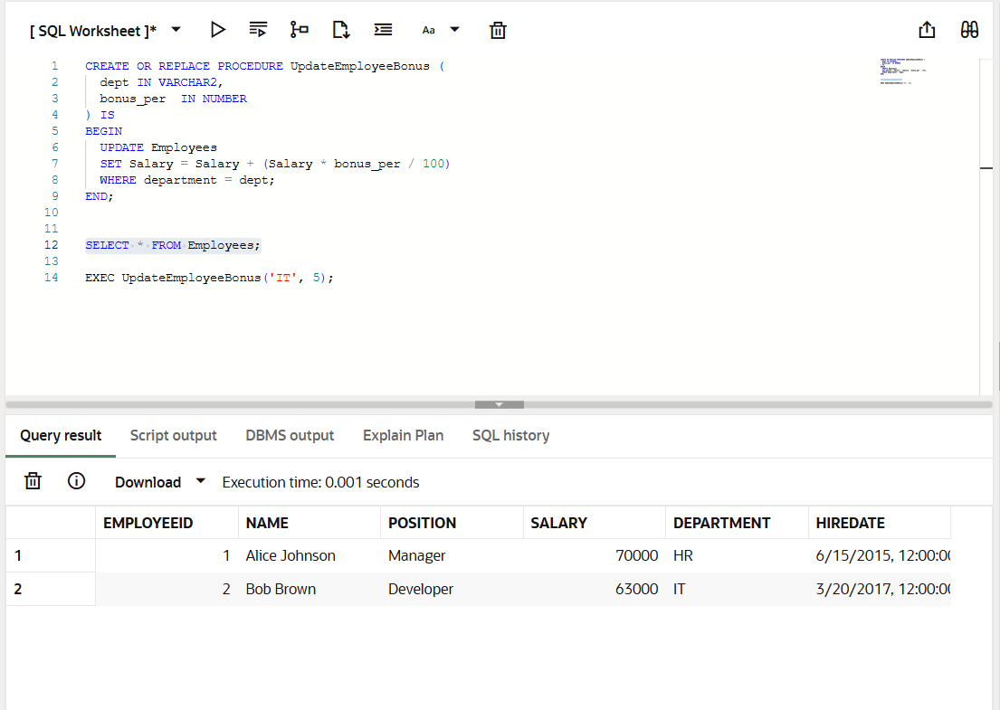 [ SQL Worksheet ]* Aa
1 CREATE OR REPLACE PROCEDURE UpdateEmployeeBonus (
2 dept IN VARCHAR2,
3 bonus_per IN NUMBER
4 ) IS
5 BEGIN
6 UPDATE Employees
7 SET Salary = Salary + (Salary * bonus_per / 100)
8 WHERE department = dept;
9 END;
10
11
12 SELECT * FROM Employees;
13
14 EXEC UpdateEmployeeBonus('IT', 5);
Query result Script output DBMS output Explain Plan SQL history
Download Execution time: 0.001 seconds
EMPLOYEEID NAME POSITION SALARY DEPARTMENT HIREDATE
1 1 Alice Johnson Manager 70000 HR 6/15/2015, 12:00:00
2 2 Bob Brown Developer 63000 IT 3/20/2017, 12:00:00